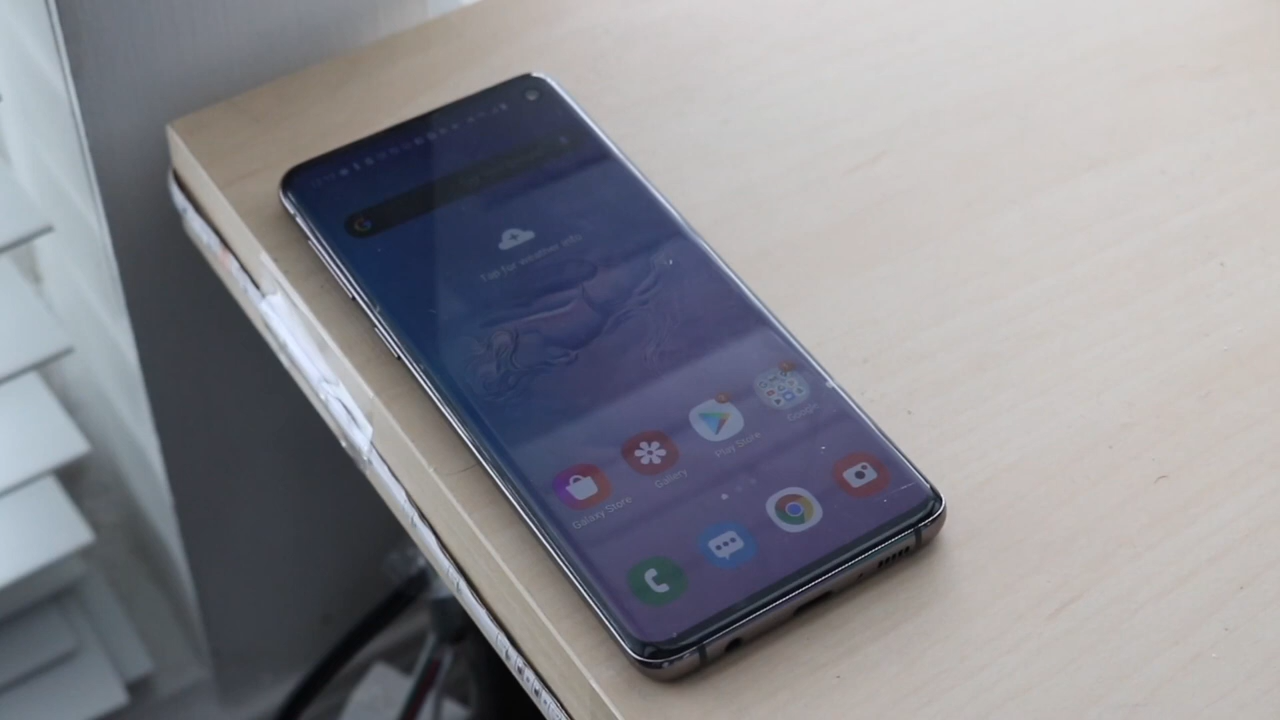 G
Tap for weather info
Galaxy Store
Gallery
Play Store
Google